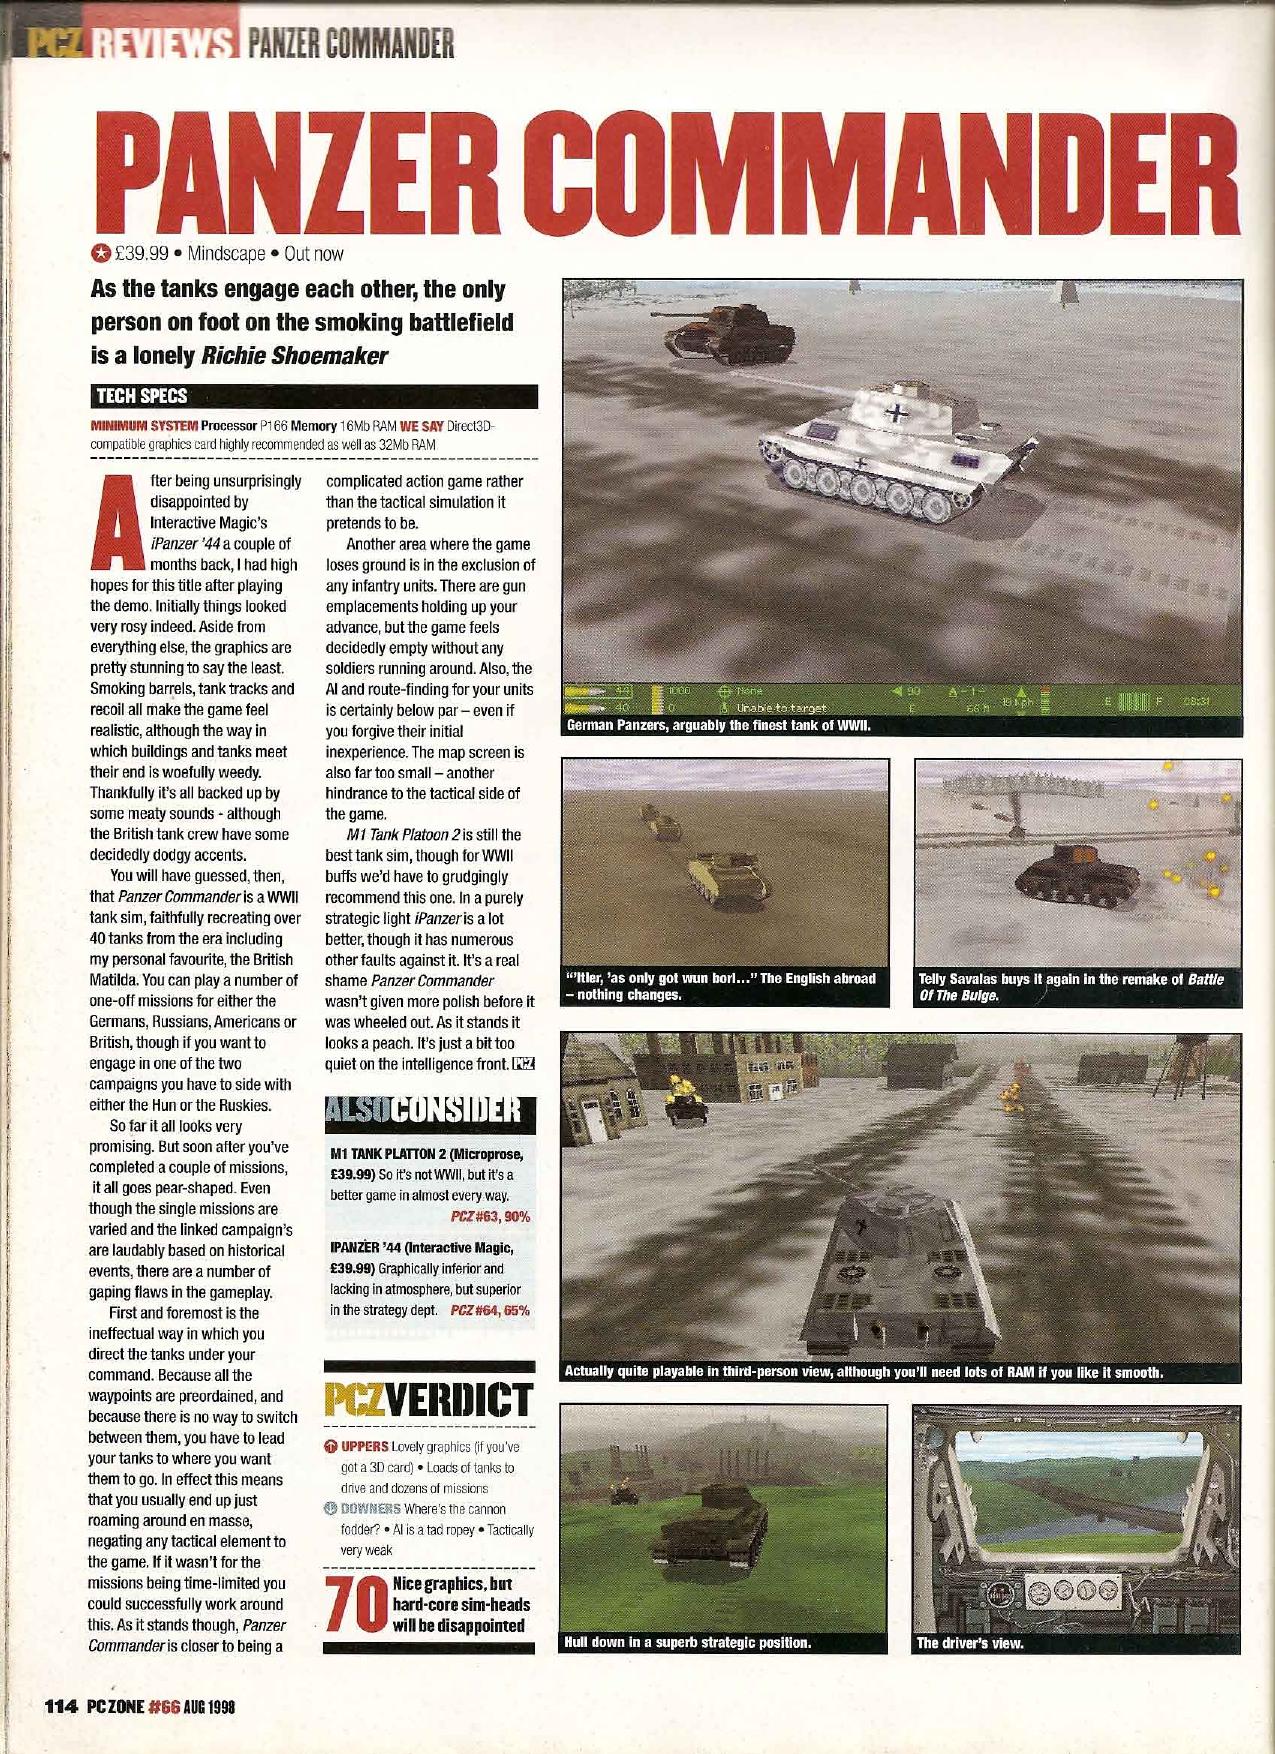 PCZ REVIEWS PANZER COMMANDER
PANZER COMMANDER
£39.99 • Mindscape • Out now
As the tanks engage each other, the only
person on foot on the smoking battlefield
is a lonely Richie Shoemaker
TECH SPECS
MINIMUM SYSTEM Processor P166 Memory 16Mb RAM WE SAY Direct3D-
compatible graphics card highly recommended as well as 32Mb RAM
After being unsurprisingly
disappointed by
Interactive Magic's
iPanzer '44 a couple of
months back, I had high
hopes for this title after playing
the demo. Initially things looked
very rosy indeed. Aside from
everything else, the graphics are
pretty stunning to say the least.
Smoking barrels, tank tracks and
recoil all make the game feel
realistic, although the way in
which buildings and tanks meet
their end is woefully weedy.
Thankfully it's all backed up by
some meaty sounds - although
the British tank crew have some
decidedly dodgy accents.
You will have guessed, then,
that Panzer Commander is a WWII
tank sim, faithfully recreating over
40 tanks from the era including
my personal favourite, the British
Matilda. You can play a number of
one-off missions for either the
Germans, Russians, Americans or
British, though if you want to
engage in one of the two
campaigns you have to side with
either the Hun or the Ruskies.
So far it all looks very
promising. But soon after you've
completed a couple of missions,
it all goes pear-shaped. Even
though the single missions are
varied and the linked campaign's
are laudably based on historical
events, there are a number of
gaping flaws in the gameplay.
First and foremost is the
ineffectual way in which you
direct the tanks under your
command. Because all the
waypoints are preordained, and
because there is no way to switch
between them, you have to lead
your tanks to where you want
them to go. In effect this means
that you usually end up just
roaming around en masse,
negating any tactical element to
the game. If it wasn't for the
missions being time-limited you
could successfully work around
this. As it stands though, Panzer
Commander is closer to being a
complicated action game rather
than the tactical simulation it
pretends to be.
Another area where the game
loses ground is in the exclusion of
any infantry units. There are gun
emplacements holding up your
advance, but the game feels
decidedly empty without any
soldiers running around. Also, the
AI and route-finding for your units
is certainly below par – even if
you forgive their initial
inexperience. The map screen is
also far too small – another
hindrance to the tactical side of
the game.
M1 Tank Platoon 2 is still the
best tank sim, though for WWII
buffs we'd have to grudgingly
recommend this one. In a purely
strategic light iPanzer is a lot
better, though it has numerous
other faults against it. It's a real
shame Panzer Commander
wasn't given more polish before it
was wheeled out. As it stands it
looks a peach. It's just a bit too
quiet on the intelligence front. PCZ
ALSO CONSIDER
M1 TANK PLATTON 2 (Microprose,
£39.99) So it's not WWII, but it's a
better game in almost every way.
PCZ #63, 90%
IPANZER '44 (Interactive Magic,
£39.99) Graphically inferior and
lacking in atmosphere, but superior
in the strategy dept. PCZ #64, 65%
PCZ VERDICT
UPPERS Lovely graphics (if you've
got a 3D card) • Loads of tanks to
drive and dozens of missions
DOWNERS Where's the cannon
fodder? • AI is a tad ropey • Tactically
very weak
70 Nice graphics, but
hard-core sim-heads
will be disappointed
44 1000 None 90
40 0 Unable to target E 19 Kph E F 08:31
German Panzers, arguably the finest tank of WWII.
"'Itler, 'as only got wun borl..." The English abroad
– nothing changes.
Telly Savalas buys it again in the remake of Battle
Of The Bulge.
Actually quite playable in third-person view, although you'll need lots of RAM if you like it smooth.
Hull down in a superb strategic position.
The driver's view.
114 PC ZONE #66 AUG 1998